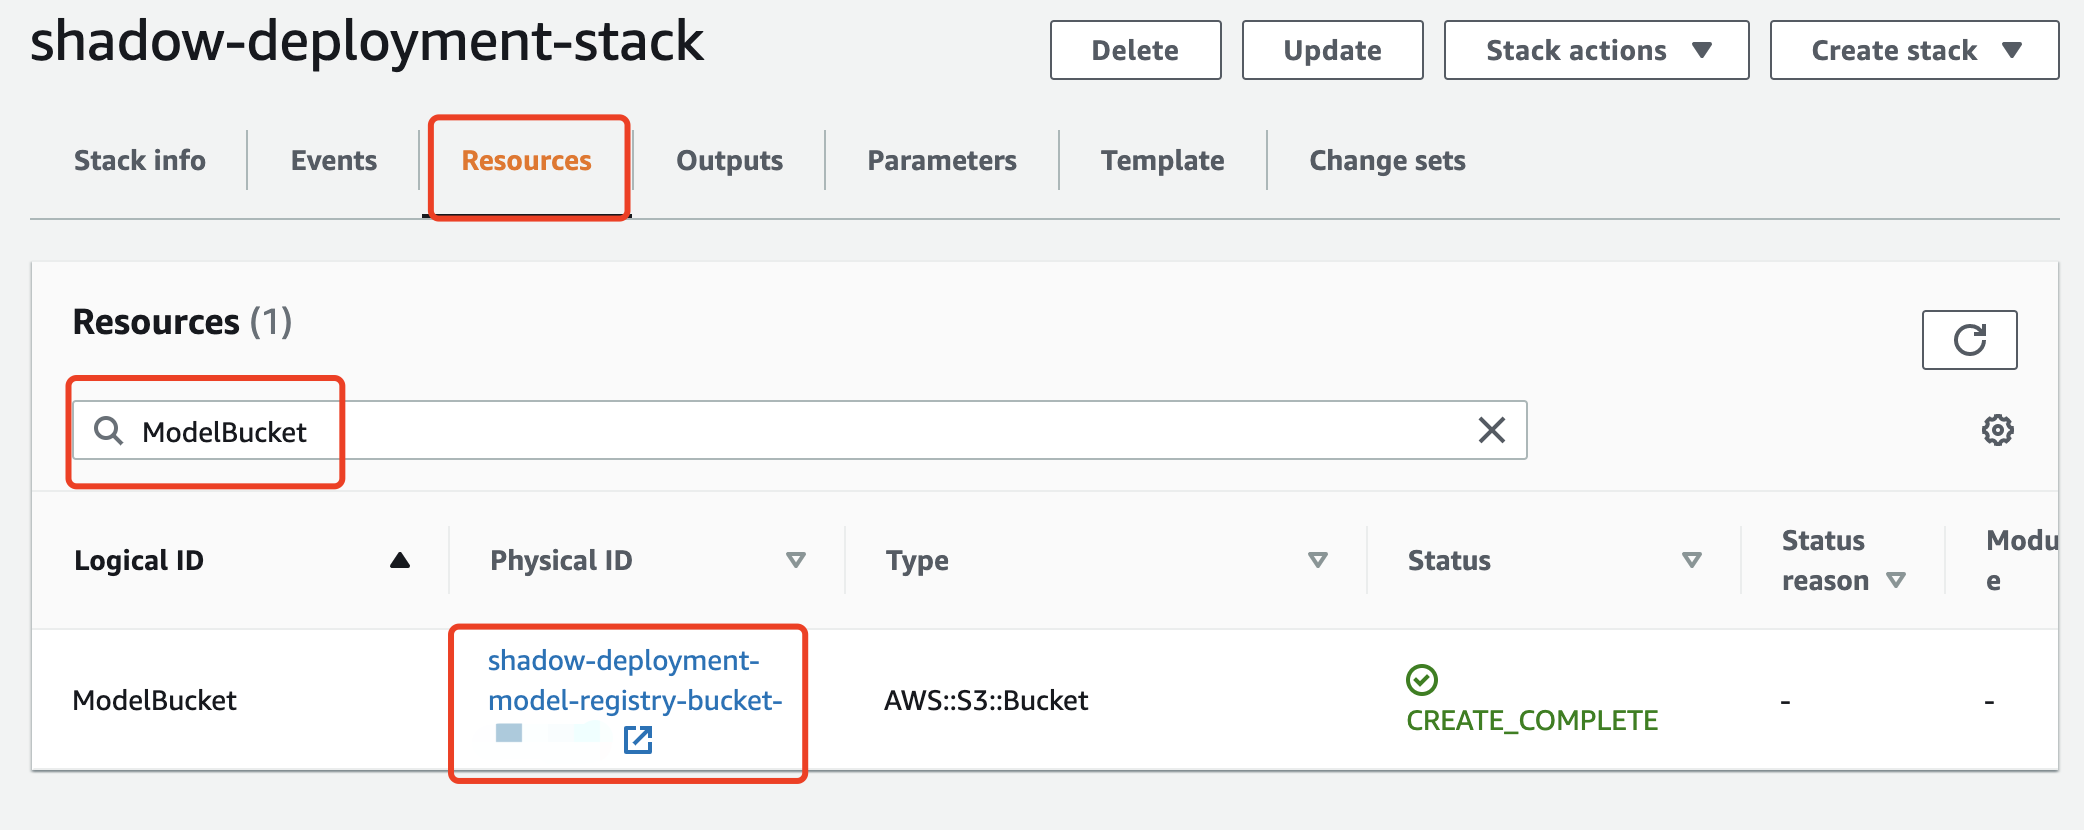 shadow-deployment-stack
Delete
Update
Stack actions
Create stack
Stack info
Events
Resources
Outputs
Parameters
Template
Change sets
Resources (1)
ModelBucket
Logical ID
Physical ID
Type
Status
Status
reason
Modu
e
ModelBucket
shadow-deployment-
model-registry-bucket-
AWS::S3::Bucket
CREATE_COMPLETE
-
-